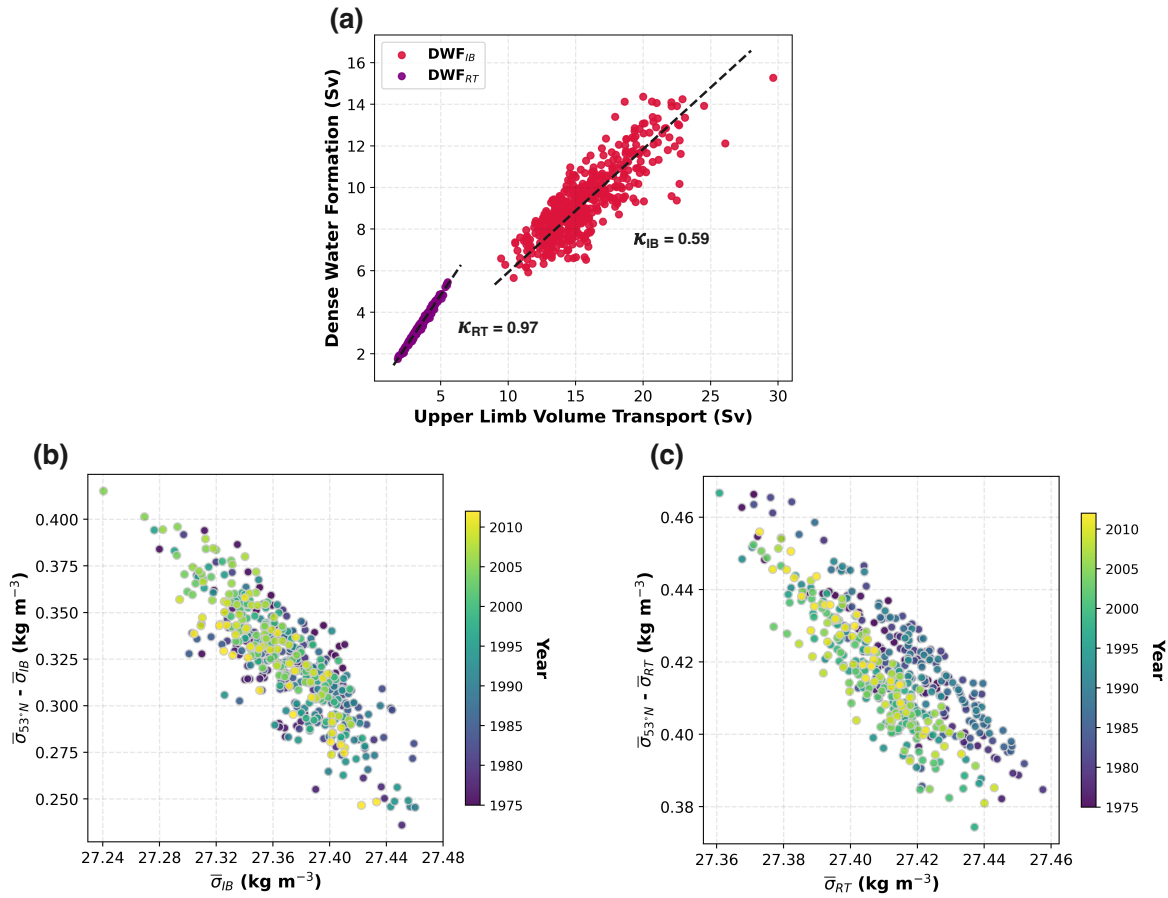 (a)
DWF_IB
DWF_RT
Dense Water Formation (Sv)
16
14
12
10
8
6
4
2
κ_IB = 0.59
κ_RT = 0.97
5 10 15 20 25 30
Upper Limb Volume Transport (Sv)
(b)
σ̅_53°N - σ̅_IB (kg m⁻³)
0.400
0.375
0.350
0.325
0.300
0.275
0.250
27.24 27.28 27.32 27.36 27.40 27.44 27.48
σ̅_IB (kg m⁻³)
2010
2005
2000
1995
1990
1985
1980
1975
Year
(c)
σ̅_53°N - σ̅_RT (kg m⁻³)
0.46
0.44
0.42
0.40
0.38
27.36 27.38 27.40 27.42 27.44 27.46
σ̅_RT (kg m⁻³)
2010
2005
2000
1995
1990
1985
1980
1975
Year